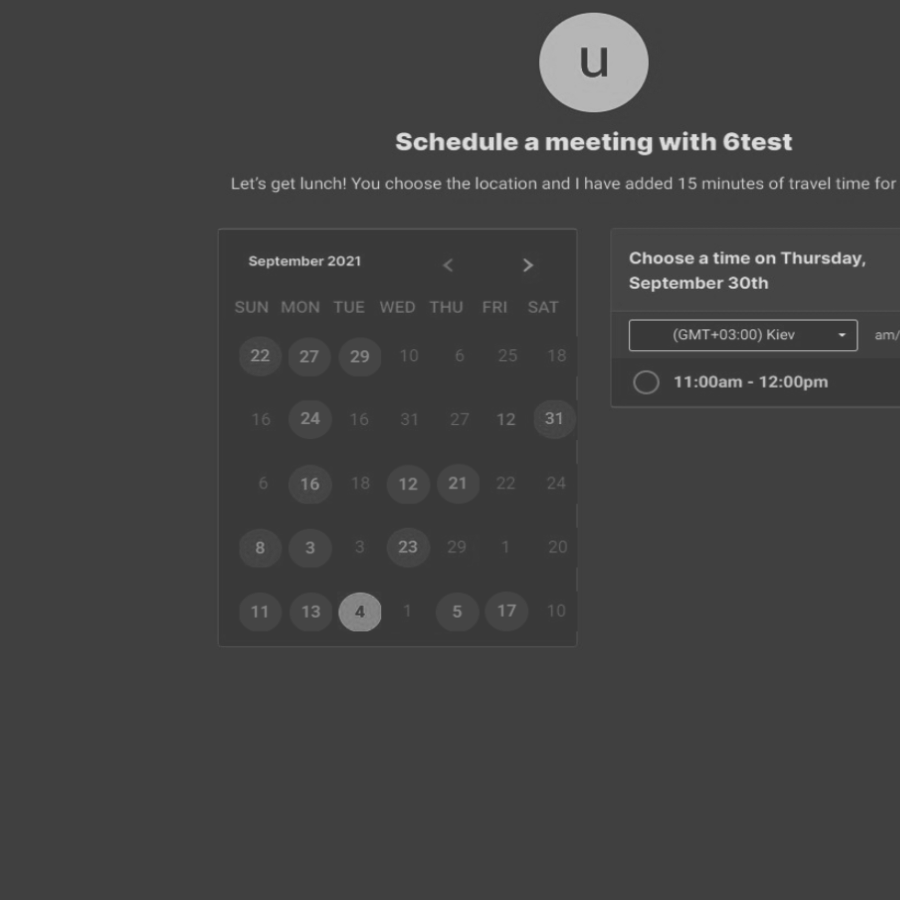 u
Schedule a meeting with 6test
Let's get lunch! You choose the location and I have added 15 minutes of travel time for
September 2021 < >
SUN MON TUE WED THU FRI SAT
22 27 29 10 6 25 18
16 24 16 31 27 12 31
6 16 18 12 21 22 24
8 3 3 23 29 1 20
11 13 4 1 5 17 10
Choose a time on Thursday,
September 30th
(GMT+03:00) Kiev am/
11:00am - 12:00pm